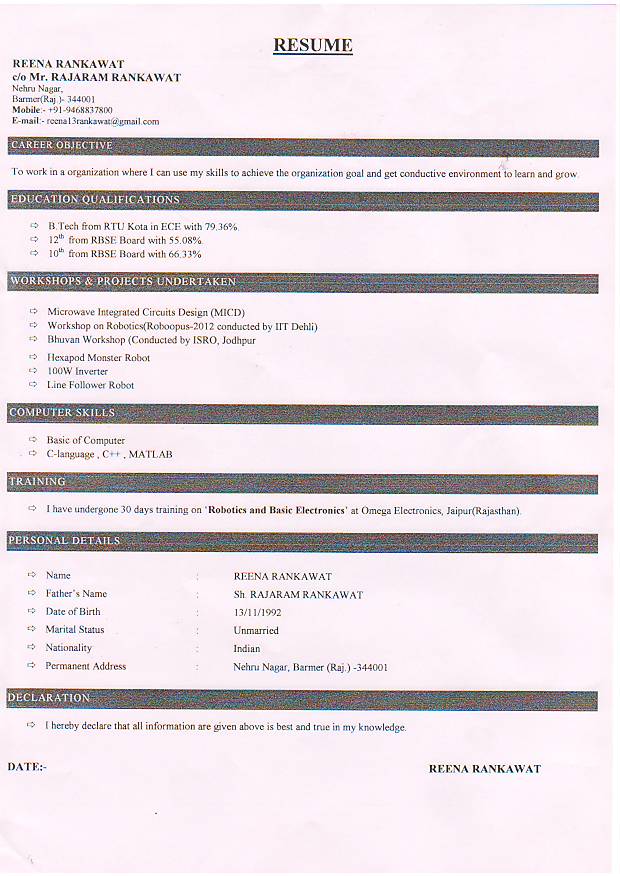 RESUME
REENA RANKAWAT
c/o Mr. RAJARAM RANKAWAT
Nehru Nagar,
Barmer(Raj.)- 344001
Mobile:- +91-9468837800
E-mail:- reena13rankawat@gmail.com
CAREER OBJECTIVE
To work in a organization where I can use my skills to achieve the organization goal and get conductive environment to learn and grow.
EDUCATION QUALIFICATIONS
⇨ B.Tech from RTU Kota in ECE with 79.36%.
⇨ 12th from RBSE Board with 55.08%.
⇨ 10th from RBSE Board with 66.33%
WORKSHOPS & PROJECTS UNDERTAKEN
⇨ Microwave Integrated Circuits Design (MICD)
⇨ Workshop on Robotics(Roboopus-2012 conducted by IIT Dehli)
⇨ Bhuvan Workshop (Conducted by ISRO, Jodhpur
⇨ Hexapod Monster Robot
⇨ 100W Inverter
⇨ Line Follower Robot
COMPUTER SKILLS
⇨ Basic of Computer
⇨ C-language , C++ , MATLAB
TRAINING
⇨ I have undergone 30 days training on ‘Robotics and Basic Electronics’ at Omega Electronics, Jaipur(Rajasthan).
PERSONAL DETAILS
⇨ Name : REENA RANKAWAT
⇨ Father’s Name : Sh. RAJARAM RANKAWAT
⇨ Date of Birth : 13/11/1992
⇨ Marital Status : Unmarried
⇨ Nationality : Indian
⇨ Permanent Address : Nehru Nagar, Barmer (Raj.) -344001
DECLARATION
⇨ I hereby declare that all information are given above is best and true in my knowledge.
DATE:- REENA RANKAWAT